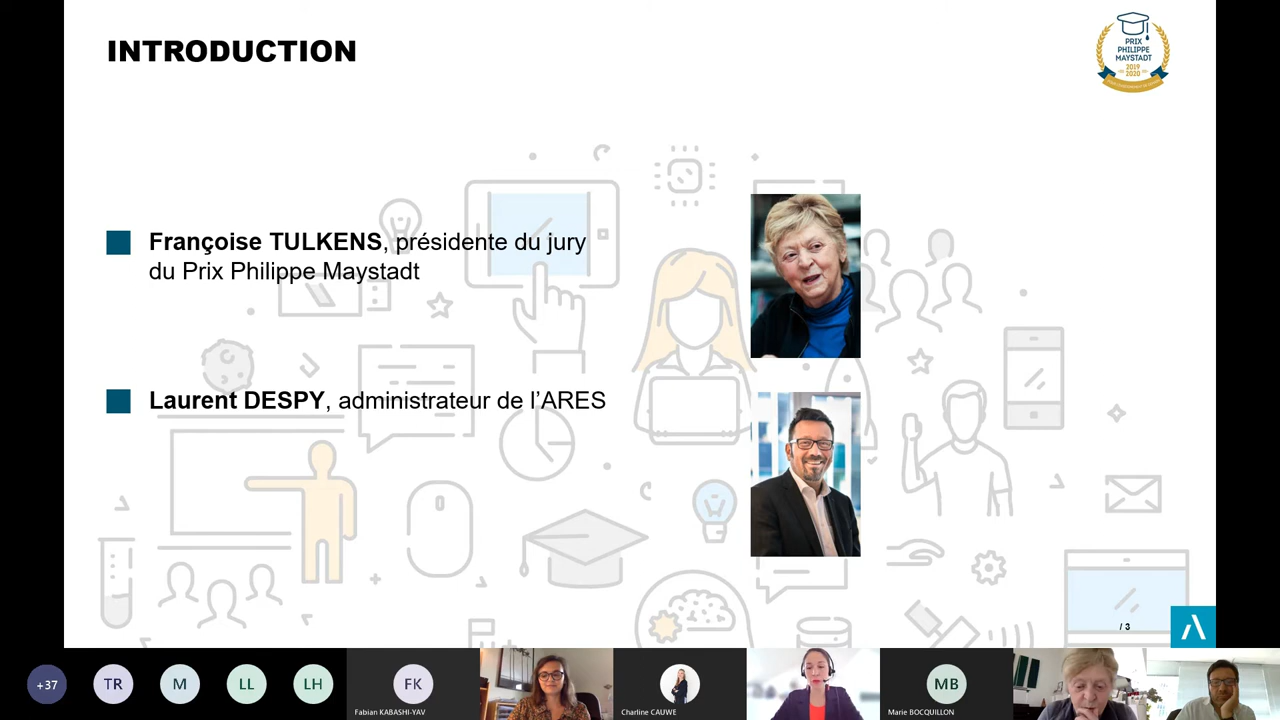 INTRODUCTION
PRIX
PHILIPPE
MAYSTADT
2019
2020
Françoise TULKENS, présidente du jury
du Prix Philippe Maystadt
Laurent DESPY, administrateur de l’ARES
/ 3
+37
TR
M
LL
LH
FK
Fabian KABASHI-YAV
Charline CAUWE
MB
Marie BOCQUILLON